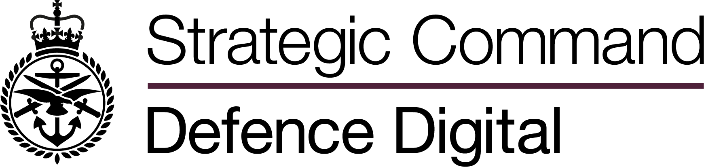 Strategic Command
Defence Digital